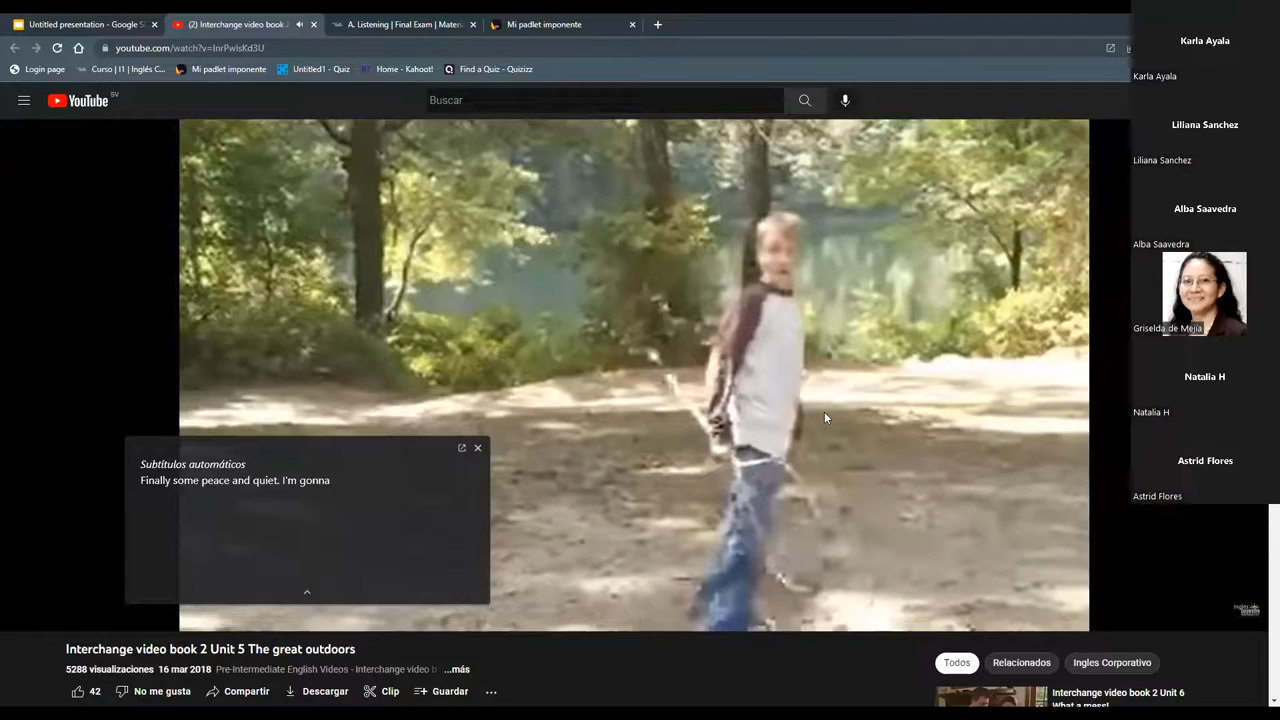 Untitled presentation - Google Sl
(2) Interchange video book 2
A. Listening | Final Exam | Mater
Mi padlet imponente
youtube.com/watch?v=InrPwIsKd3U
Login page
Curso | I1 | Inglés C...
Mi padlet imponente
Untitled1 - Quiz
Home - Kahoot!
Find a Quiz - Quizizz
YouTube SV
Buscar
Karla Ayala
Karla Ayala
Liliana Sanchez
Liliana Sanchez
Alba Saavedra
Alba Saavedra
Griselda de Mejía
Natalia H
Natalia H
Astrid Flores
Astrid Flores
Subtítulos automáticos
Finally some peace and quiet. I'm gonna
Interchange video book 2 Unit 5 The great outdoors
5288 visualizaciones 16 mar 2018 Pre-Intermediate English Videos - Interchange video b ...más
42 No me gusta Compartir Descargar Clip Guardar
Todos Relacionados Ingles Corporativo
Interchange video book 2 Unit 6
What a mess!